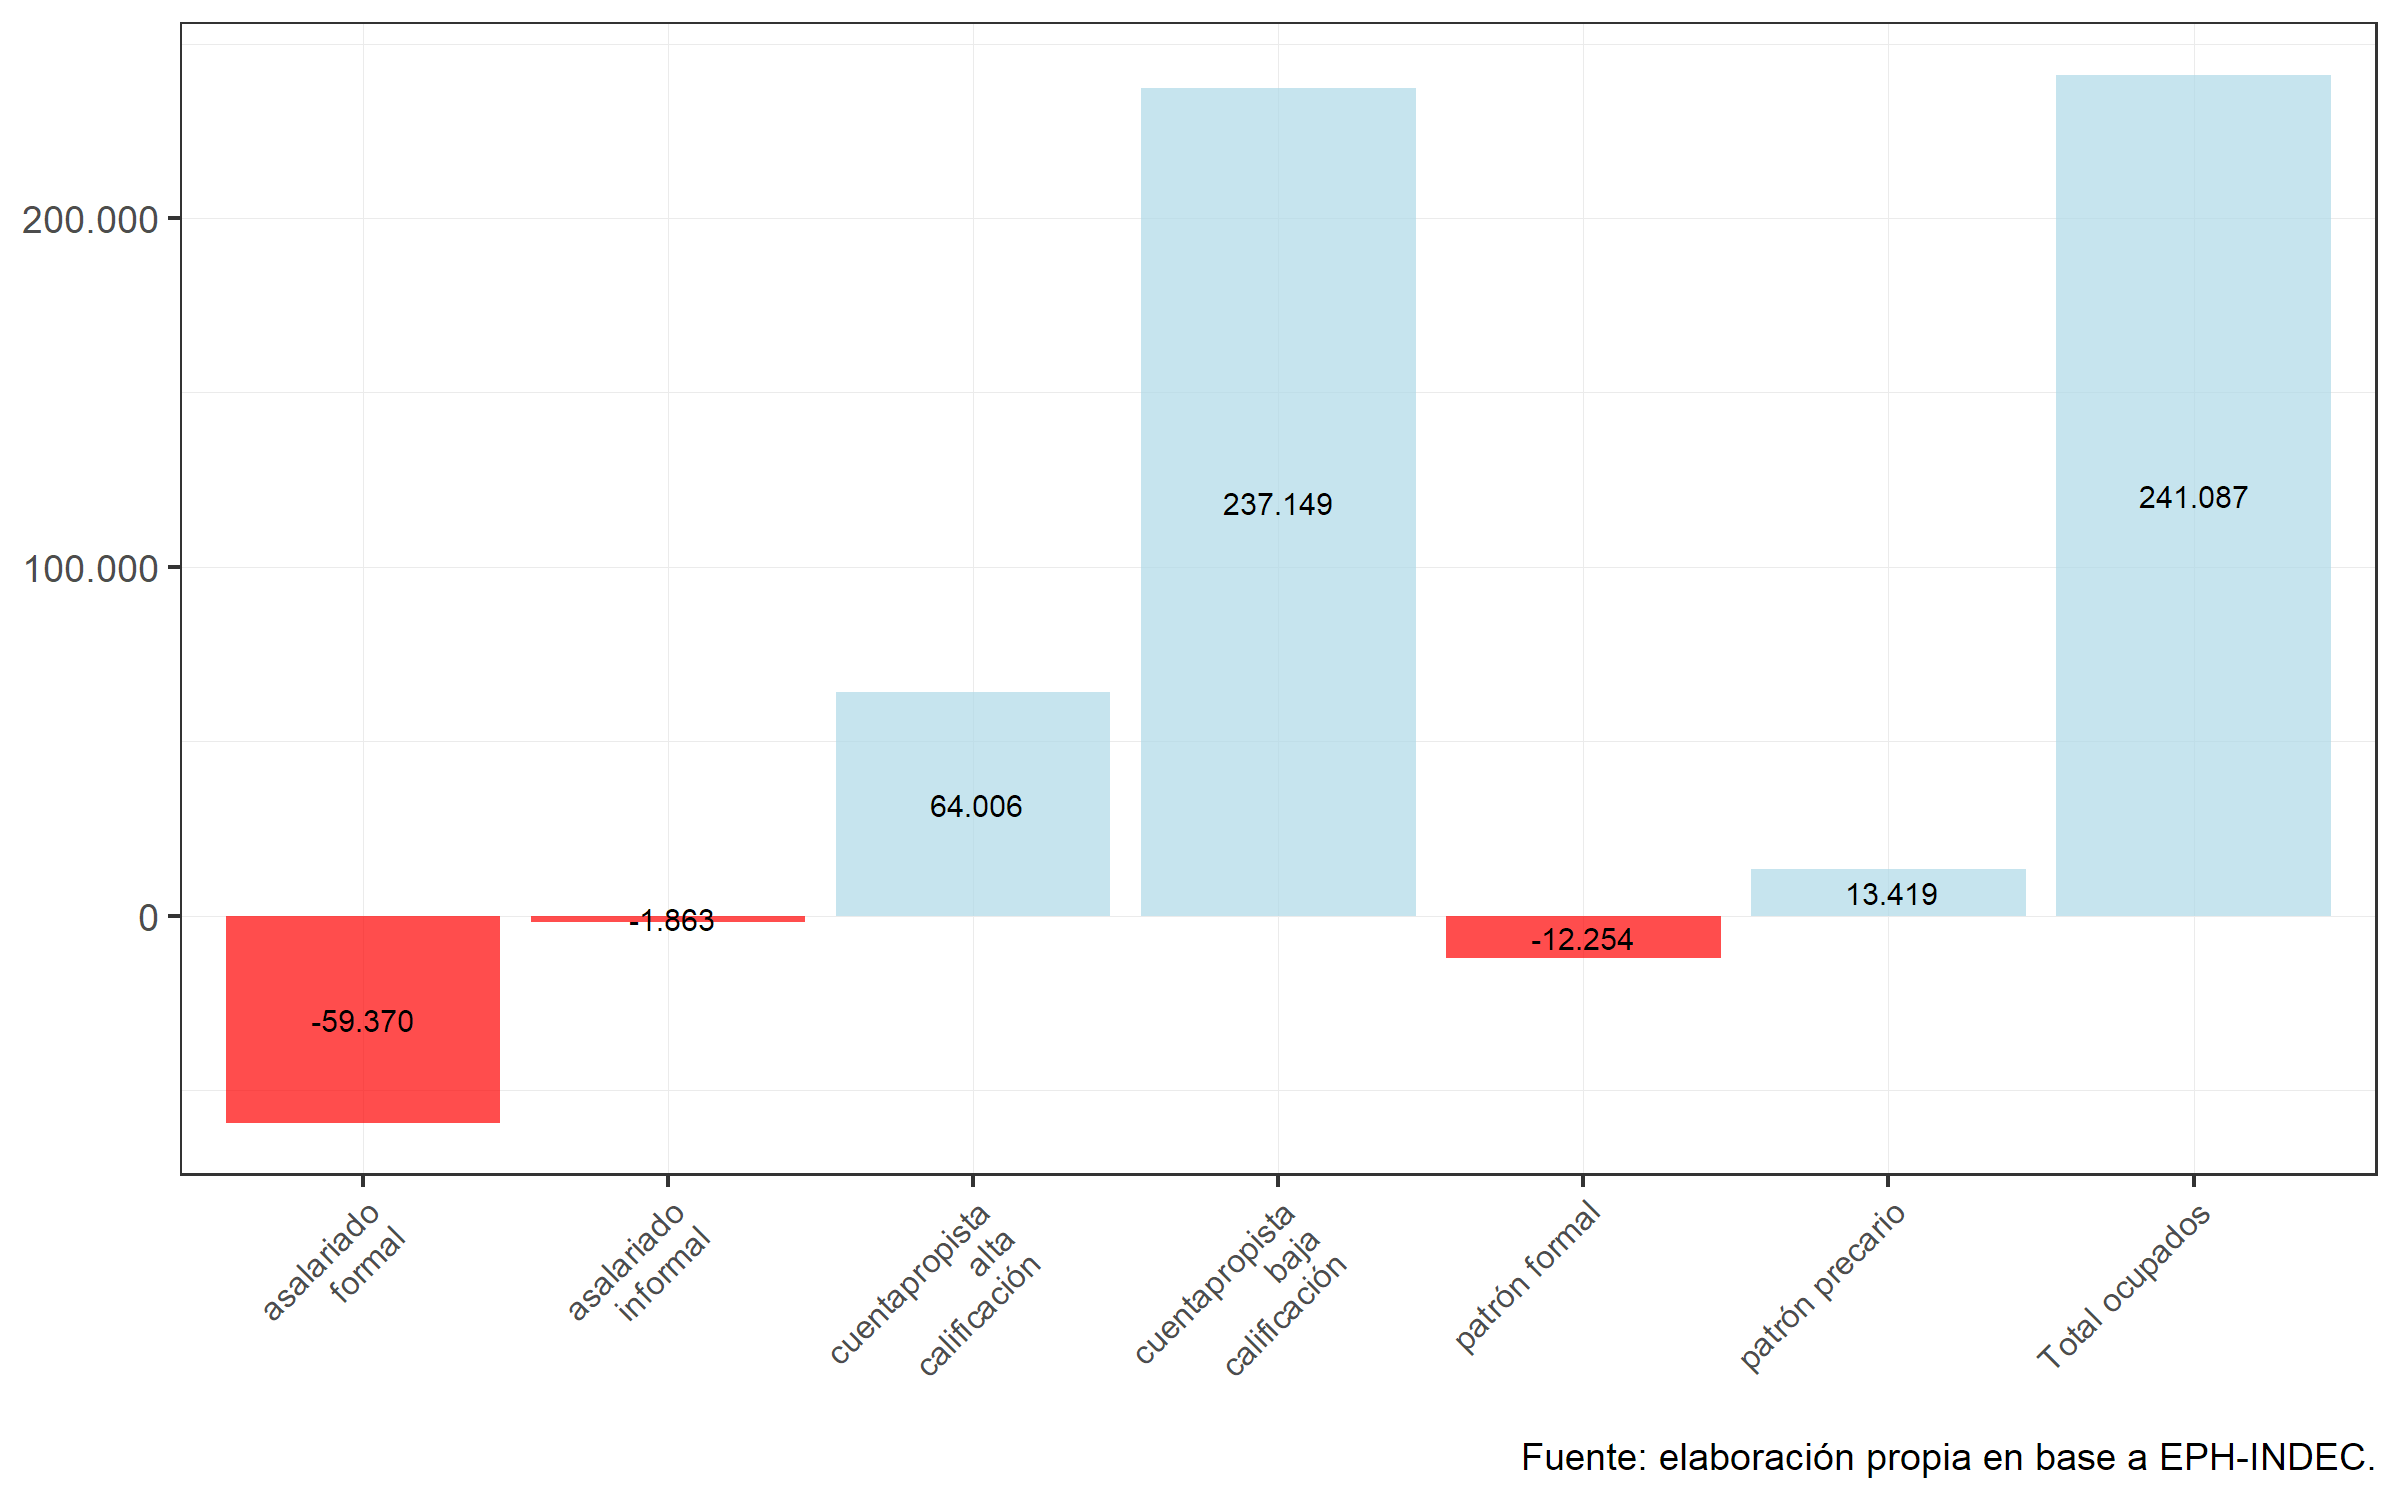 200.000
100.000
0
-59.370
-1.863
64.006
237.149
-12.254
13.419
241.087
asalariado
formal
asalariado
informal
cuentapropista
alta
calificación
cuentapropista
baja
calificación
patrón formal
patrón precario
Total ocupados
Fuente: elaboración propia en base a EPH-INDEC.